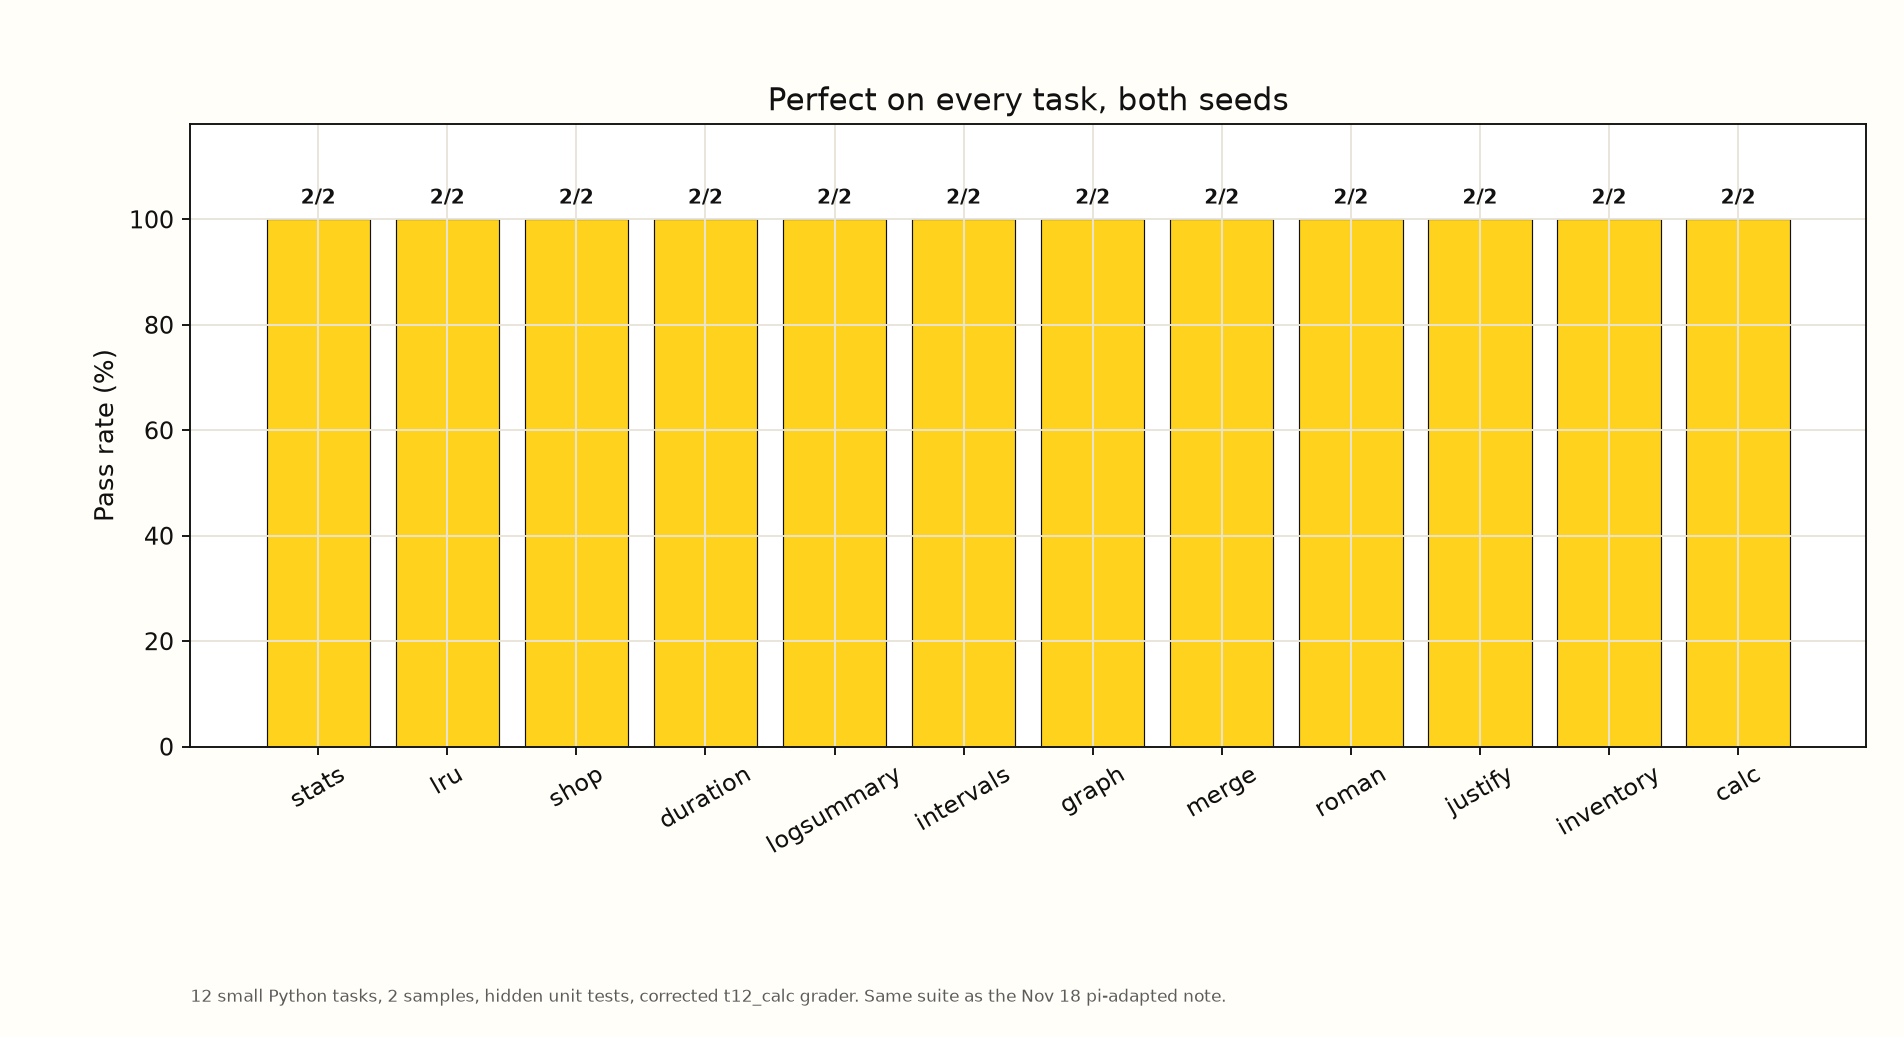 Perfect on every task, both seeds
2/2 2/2 2/2 2/2 2/2 2/2 2/2 2/2 2/2 2/2 2/2 2/2
100
80
60
40
20
0
Pass rate (%)
stats lru shop duration logsummary intervals graph merge roman justify inventory calc
12 small Python tasks, 2 samples, hidden unit tests, corrected t12_calc grader. Same suite as the Nov 18 pi-adapted note.